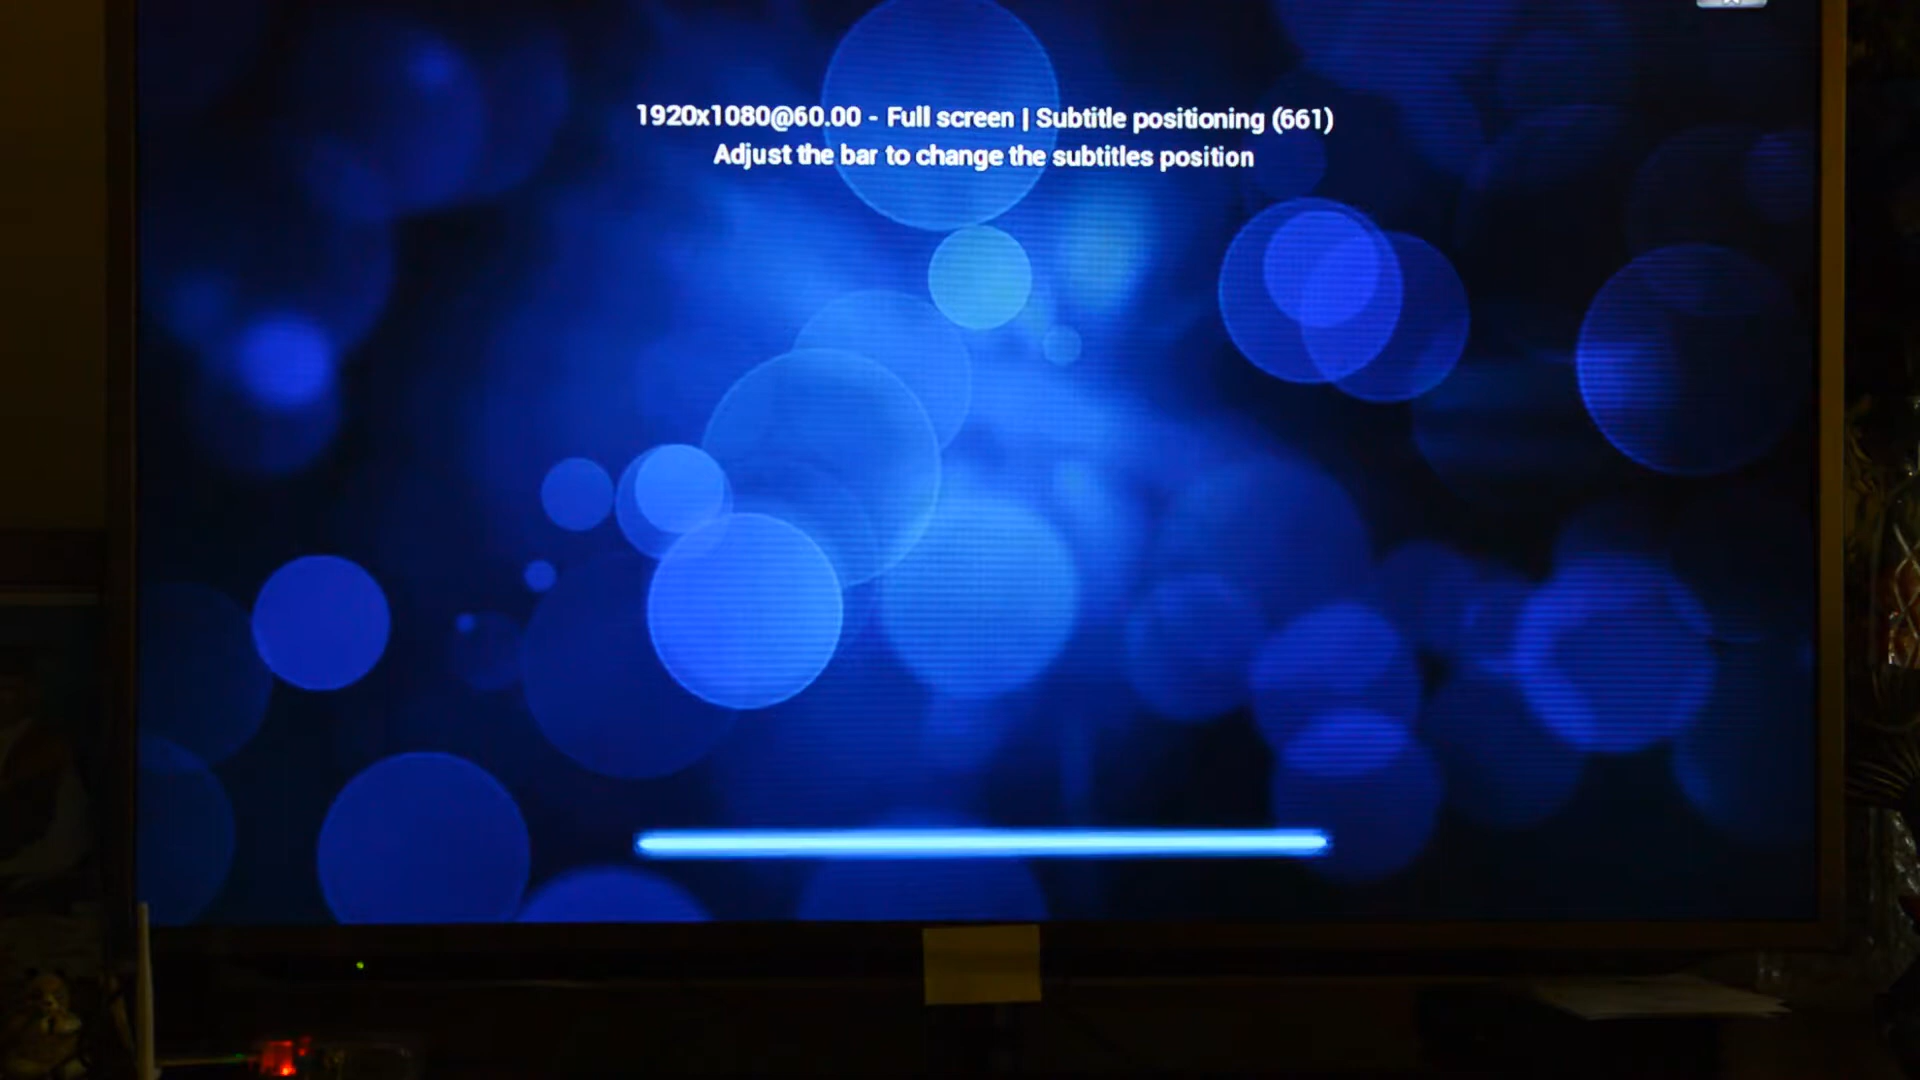 1920x1080@60.00 - Full screen | Subtitle positioning (661)
Adjust the bar to change the subtitles position